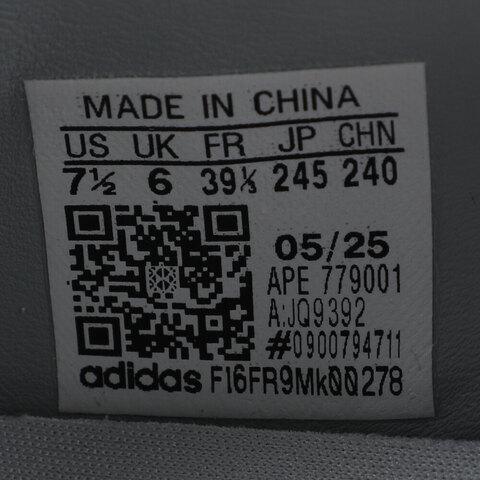 MADE IN CHINA
US UK FR JP CHN
7½ 6 39⅓ 245 240
05/25
APE 779001
A:JQ9392
#0900794711
adidas FI6FR9Mk0Q278